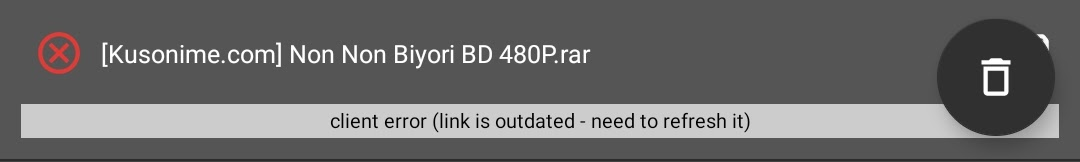 [Kusonime.com] Non Non Biyori BD 480P.rar
client error (link is outdated - need to refresh it)